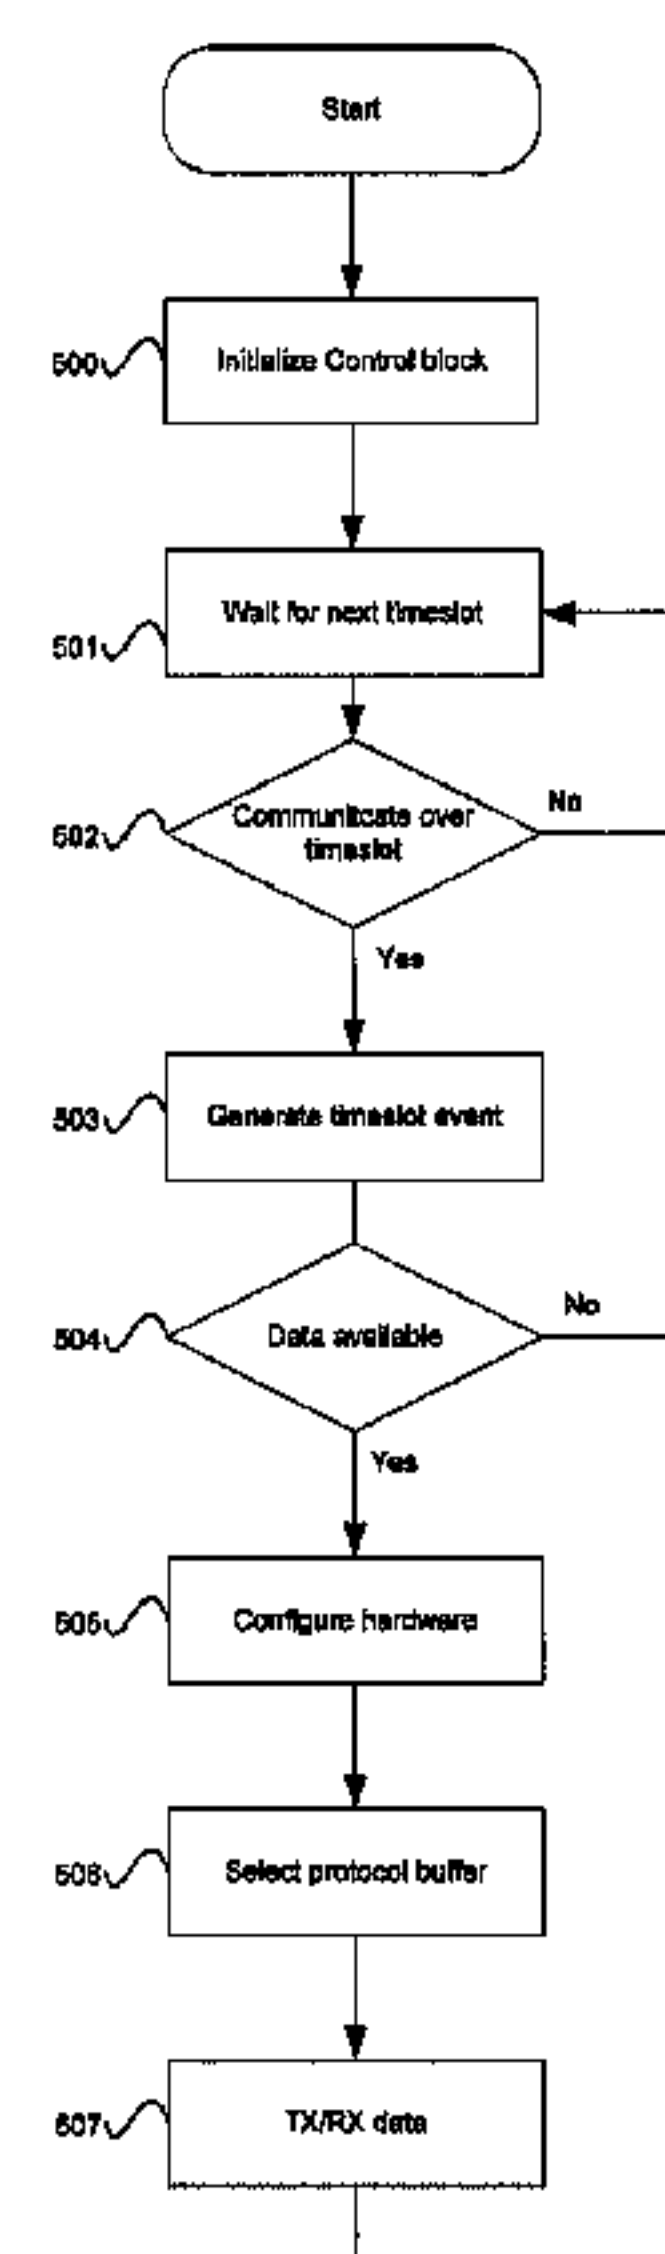 Start
500
Initialize Control block
Wait for next timeslot
501
Communitcate over
timeslot
502
No
Yes
503
Generate timeslot event
504
Data available
No
Yes
505
Configure hardware
506
Select protocol buffer
507
TX/RX data